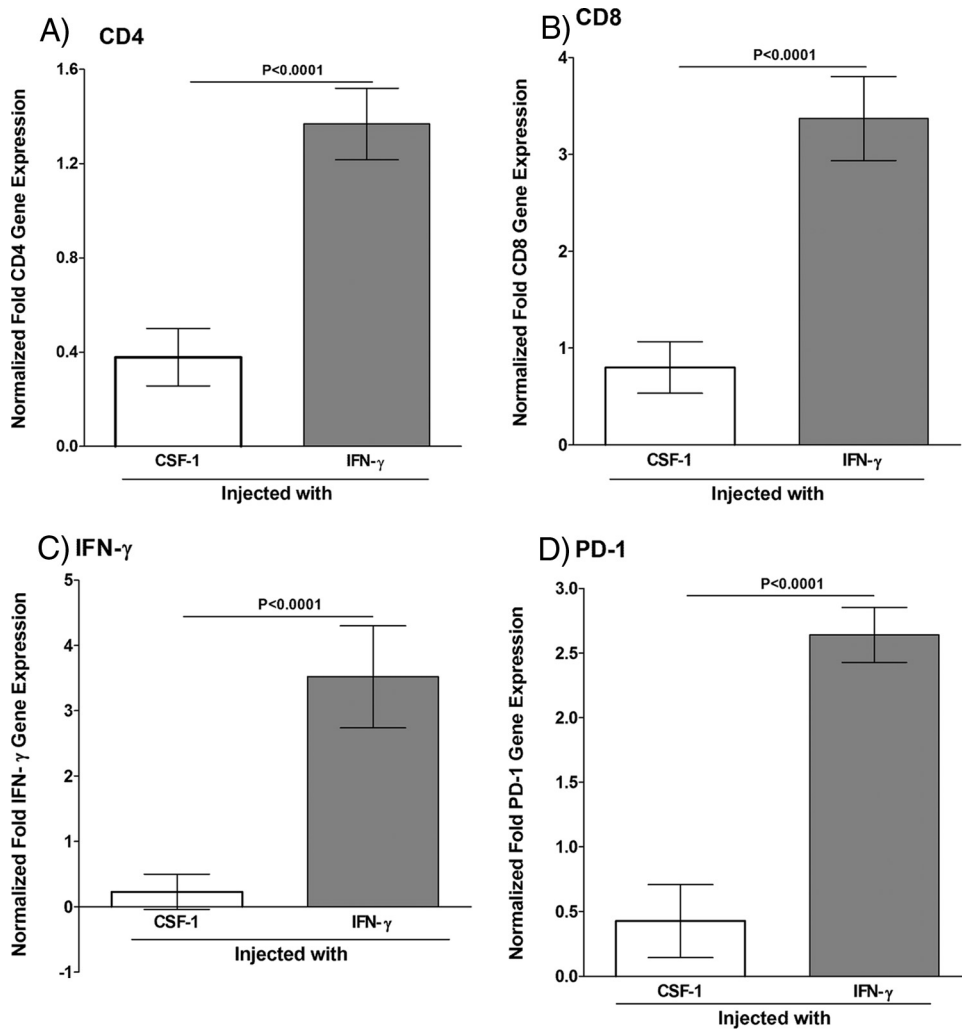 A) CD4
Normalized Fold CD4 Gene Expression
1.6
1.2
0.8
0.4
0.0
P<0.0001
CSF-1 IFN-γ
Injected with
B) CD8
Normalized Fold CD8 Gene Expression
4
3
2
1
0
P<0.0001
CSF-1 IFN-γ
Injected with
C) IFN-γ
Normalized Fold IFN- γ Gene Expression
5
4
3
2
1
0
-1
P<0.0001
CSF-1 IFN-γ
Injected with
D) PD-1
Normalized Fold PD-1 Gene Expression
3.0
2.5
2.0
1.5
1.0
0.5
0.0
P<0.0001
CSF-1 IFN-γ
Injected with